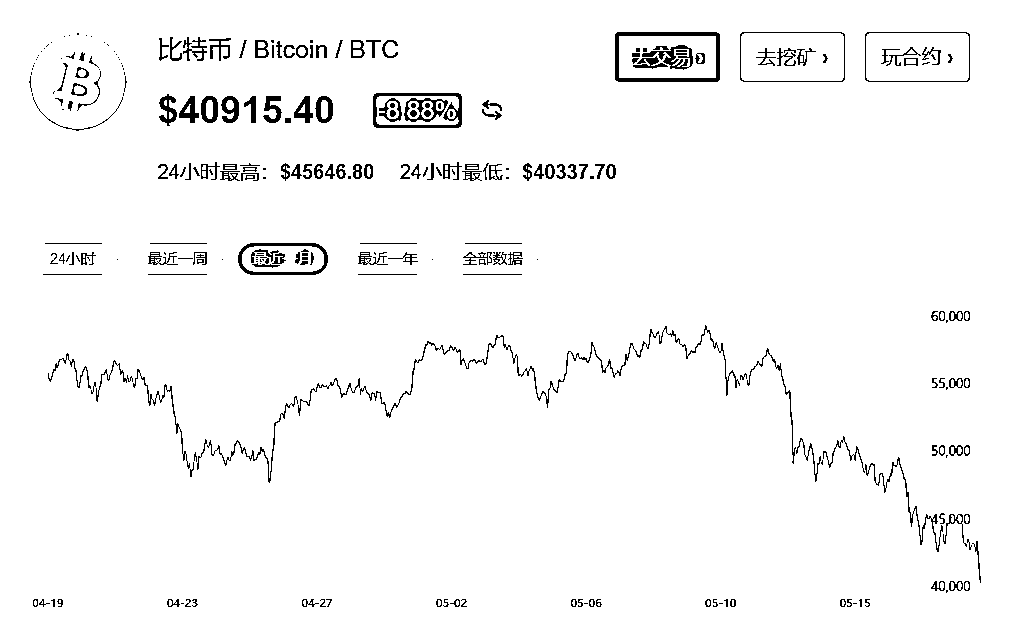 比特币 / Bitcoin / BTC
去交易 ›
去挖矿 ›
玩合约 ›
$40915.40 -8.88%
24小时最高： $45646.80 24小时最低： $40337.70
24小时 最近一周 最近一月 最近一年 全部数据
60,000
55,000
50,000
45,000
40,000
04-19 04-23 04-27 05-02 05-06 05-10 05-15